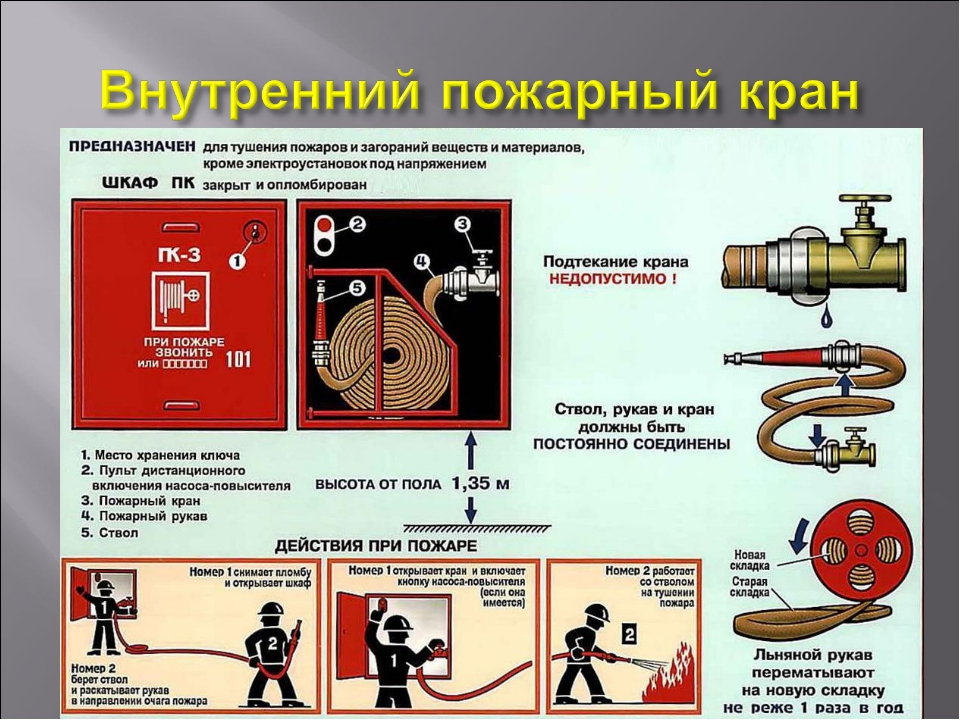 Внутренний пожарный кран
ПРЕДНАЗНАЧЕН для тушения пожаров и загораний веществ и материалов,
кроме электроустановок под напряжением
ШКАФ ПК закрыт и опломбирован
ПК-3
1
ПРИ ПОЖАРЕ
ЗВОНИТЬ
ИЛИ 101
2
3
4
5
Подтекание крана
НЕДОПУСТИМО !
Ствол, рукав и кран
должны быть
ПОСТОЯННО СОЕДИНЕНЫ
1. Место хранения ключа
2. Пульт дистанционного
включения насоса-повысителя
3. Пожарный кран
4. Пожарный рукав
5. Ствол
ВЫСОТА ОТ ПОЛА 1,35 м
ДЕЙСТВИЯ ПРИ ПОЖАРЕ
Номер 1 снимает пломбу
и открывает шкаф
1
2
Номер 2
берет ствол
и раскатывает рукав
в направлении очага пожара
Номер 1 открывает кран и включает
кнопку насоса-повысителя
(если она
имеется)
1
Номер 2 работает
со стволом
на тушении
пожара
2
Новая
складка
Старая
складка
Льняной рукав
перематывают
на новую складку
не реже 1 раза в год